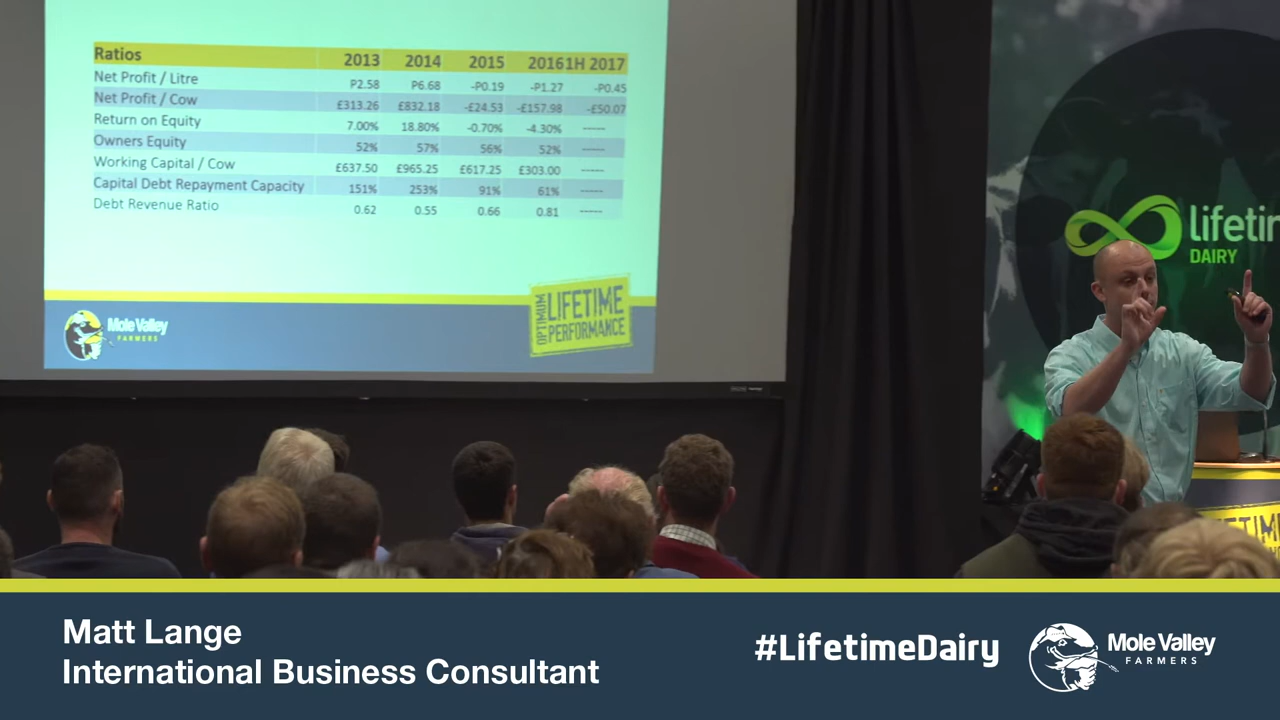 Ratios 2013 2014 2015 2016 1H 2017
Net Profit / Litre P2.58 P6.68 -P0.19 -P1.27 -P0.45
Net Profit / Cow £313.26 £832.18 -£24.53 -£157.98 -£50.07
Return on Equity 7.00% 18.80% -0.70% -4.30% -----
Owners Equity 52% 57% 56% 52% -----
Working Capital / Cow £637.50 £965.25 £617.25 £303.00 -----
Capital Debt Repayment Capacity 151% 253% 91% 61% -----
Debt Revenue Ratio 0.62 0.55 0.66 0.81 -----
Mole Valley
FARMERS
OPTIMUM
LIFETIME
PERFORMANCE
lifetim
DAIRY
ETIME
Matt Lange
International Business Consultant
#LifetimeDairy
Mole Valley
FARMERS